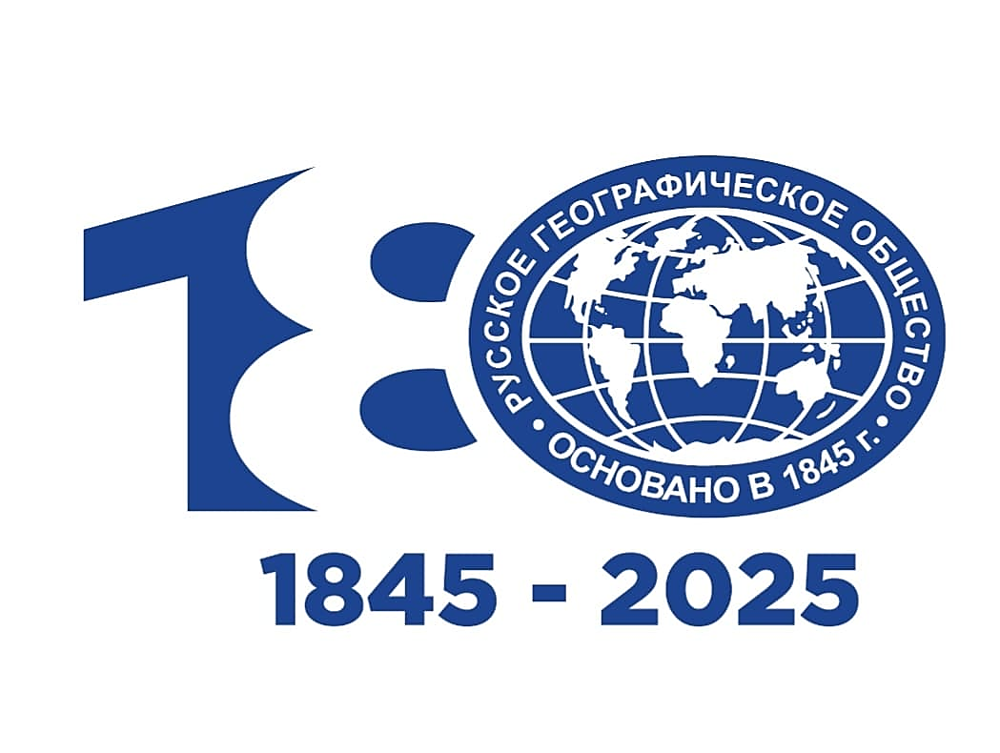 180
РУССКОЕ ГЕОГРАФИЧЕСКОЕ ОБЩЕСТВО
• ОСНОВАНО В 1845 г. •
1845 - 2025